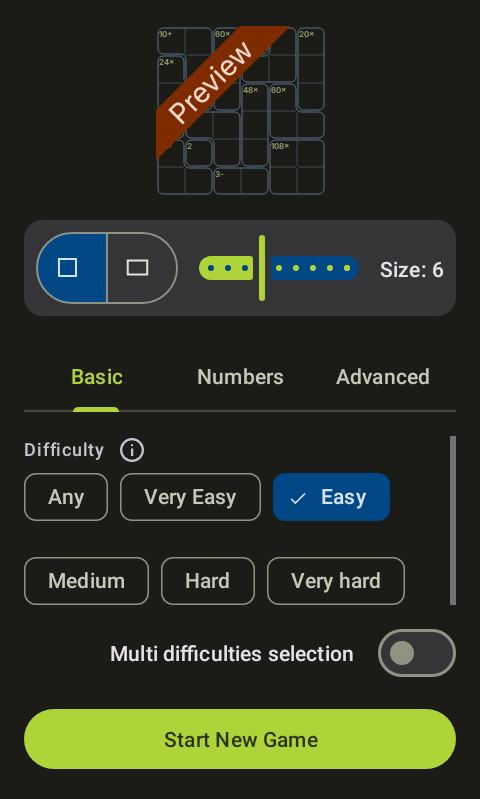 10+ 60× 20×
24×
Preview
48× 60×
2 108×
3-
Size: 6
Basic Numbers Advanced
Difficulty
Any Very Easy Easy
Medium Hard Very hard
Multi difficulties selection
Start New Game